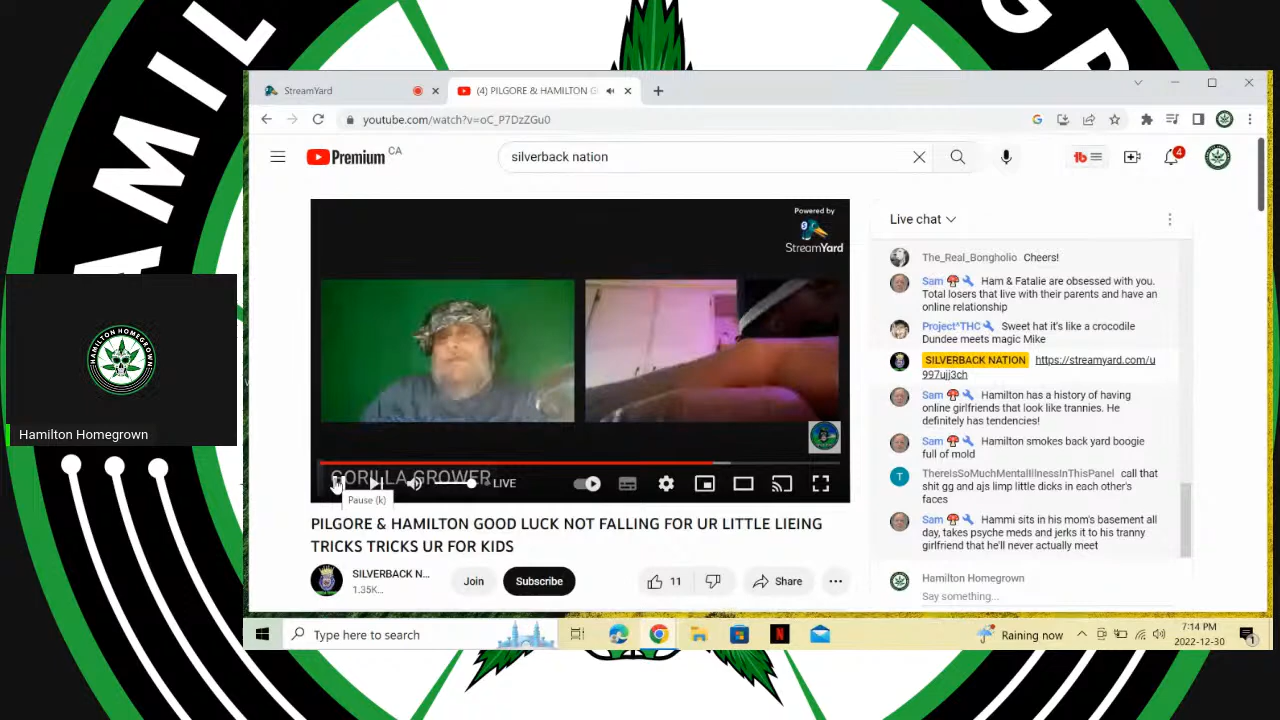 AMIL
GR
StreamYard
(4) PILGORE & HAMILTON G
youtube.com/watch?v=oC_P7DzZGu0
Premium CA
silverback nation
4
Powered by
StreamYard
GORILLA GROWER
LIVE
Pause (k)
PILGORE & HAMILTON GOOD LUCK NOT FALLING FOR UR LITTLE LIEING
TRICKS TRICKS UR FOR KIDS
SILVERBACK N...
1.35K...
Join
Subscribe
11
Share
Live chat
The_Real_Bongholio Cheers!
Sam Ham & Fatalie are obsessed with you.
Total losers that live with their parents and have an
online relationship
Project^THC Sweet hat it's like a crocodile
Dundee meets magic Mike
SILVERBACK NATION https://streamyard.com/u
997ujj3ch
Sam Hamilton has a history of having
online girlfriends that look like trannies. He
definitely has tendencies!
Sam Hamilton smokes back yard boogie
full of mold
T
ThereIsSoMuchMentalIllnessInThisPanel call that
shit gg and ajs limp little dicks in each other's
faces
Sam Hammi sits in his mom's basement all
day, takes psyche meds and jerks it to his tranny
girlfriend that he'll never actually meet
Hamilton Homegrown
Say something...
HAMILTON HOMEGROWN
Hamilton Homegrown
Type here to search
Raining now
7:14 PM
2022-12-30
1